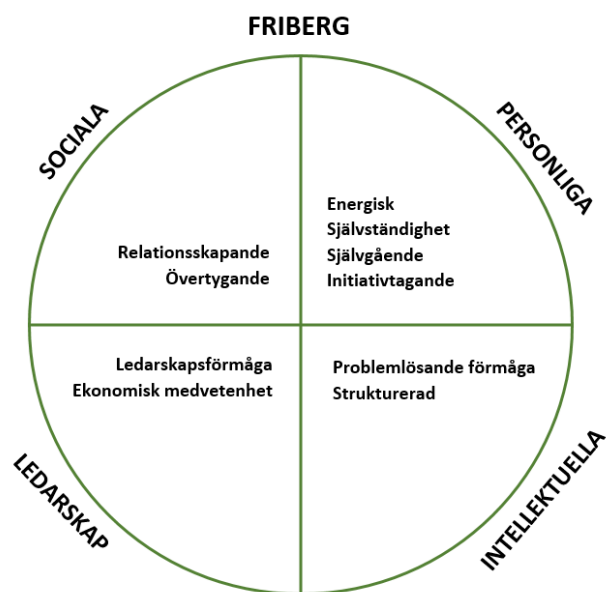 FRIBERG
SOCIALA
PERSONLIGA
Relationsskapande
Övertygande
Energisk
Självständighet
Självgående
Initiativtagande
Ledarskapsförmåga
Ekonomisk medvetenhet
Problemlösande förmåga
Strukturerad
LEDARSKAP
INTELLEKTUELLA